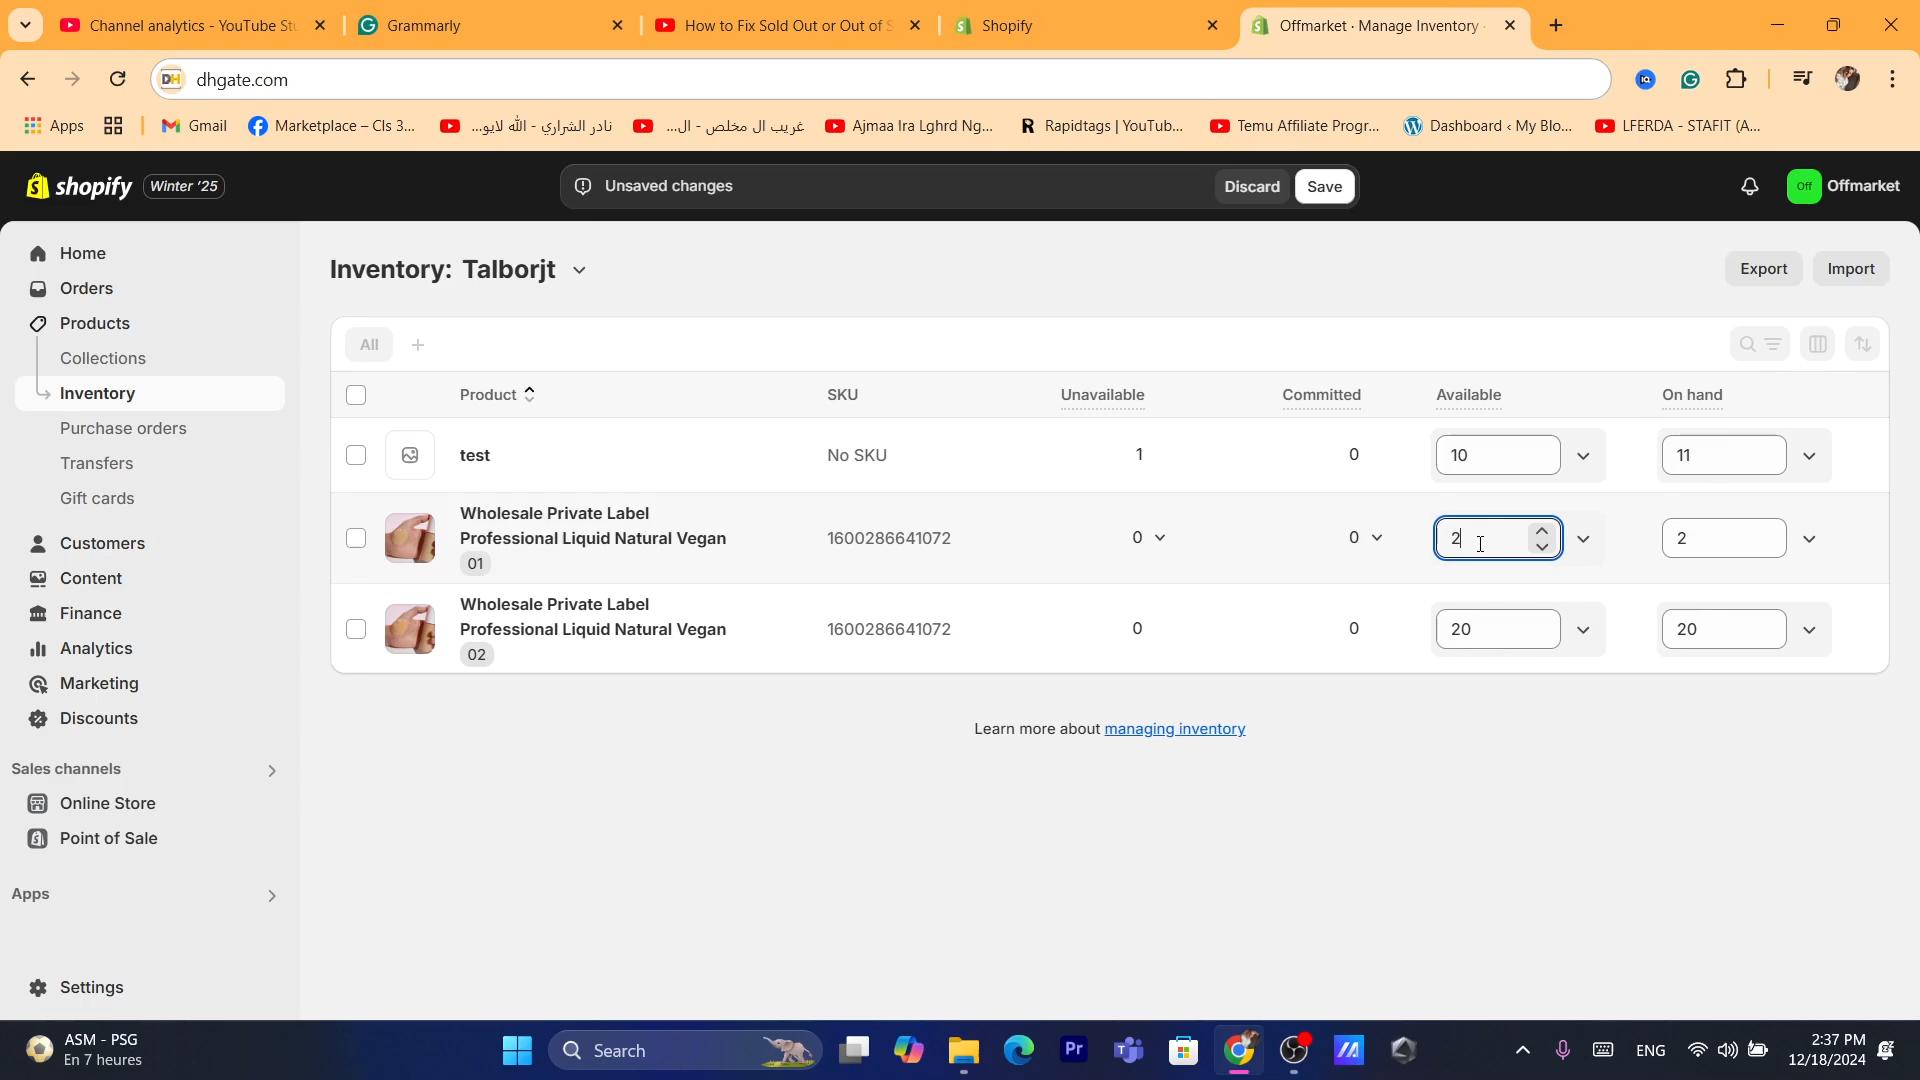 Channel analytics - YouTube Stu
Grammarly
How to Fix Sold Out or Out of S
Shopify
Offmarket · Manage Inventory ·
dhgate.com
Apps
Gmail
Marketplace – Cls 3...
نادر الشراري - الله لايو...
غريب ال مخلص - ال...
Ajmaa Ira Lghrd Ng...
Rapidtags | YouTub...
Temu Affiliate Progr...
Dashboard ‹ My Blo...
LFERDA - STAFIT (A...
shopify
Winter '25
Unsaved changes
Discard
Save
Off
Offmarket
Home
Orders
Products
Collections
Inventory
Purchase orders
Transfers
Gift cards
Customers
Content
Finance
Analytics
Marketing
Discounts
Sales channels
Online Store
Point of Sale
Apps
Settings
Inventory: Talborjt
Export
Import
All
Product SKU Unavailable Committed Available On hand
test No SKU 1 0 10 11
Wholesale Private Label
Professional Liquid Natural Vegan 1600286641072 0 0 2 2
01
Wholesale Private Label
Professional Liquid Natural Vegan 1600286641072 0 0 20 20
02
Learn more about managing inventory
ASM - PSG
En 7 heures
Search
ENG
2:37 PM
12/18/2024